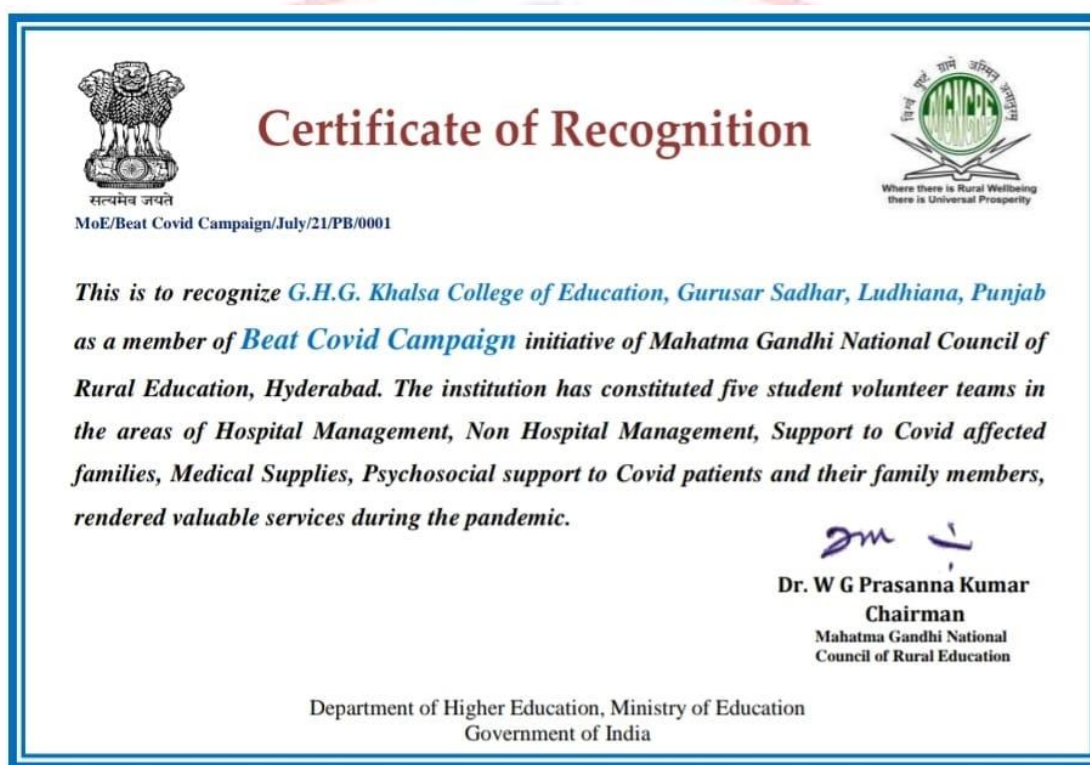 Certificate of Recognition
सत्यमेव जयते
विश्वं पुष्टं ग्रामे अस्मिन् अनातुरम्
MGNCRE
Where there is Rural Wellbeing
there is Universal Prosperity
MoE/Beat Covid Campaign/July/21/PB/0001
This is to recognize G.H.G. Khalsa College of Education, Gurusar Sadhar, Ludhiana, Punjab
as a member of Beat Covid Campaign initiative of Mahatma Gandhi National Council of
Rural Education, Hyderabad. The institution has constituted five student volunteer teams in
the areas of Hospital Management, Non Hospital Management, Support to Covid affected
families, Medical Supplies, Psychosocial support to Covid patients and their family members,
rendered valuable services during the pandemic.
Dr. W G Prasanna Kumar
Chairman
Mahatma Gandhi National
Council of Rural Education
Department of Higher Education, Ministry of Education
Government of India